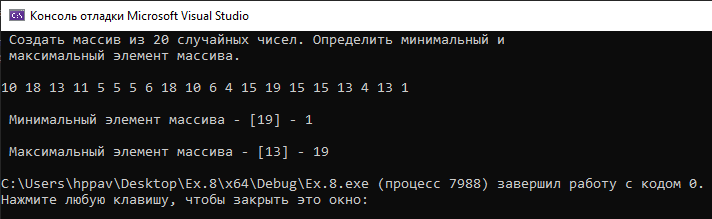 Консоль отладки Microsoft Visual Studio
Создать массив из 20 случайных чисел. Определить минимальный и
максимальный элемент массива.
10 18 13 11 5 5 5 6 18 10 6 4 15 19 15 15 13 4 13 1
Минимальный элемент массива - [19] - 1
Максимальный элемент массива - [13] - 19
C:\Users\hppav\Desktop\Ex.8\x64\Debug\Ex.8.exe (процесс 7988) завершил работу с кодом 0.
Нажмите любую клавишу, чтобы закрыть это окно: